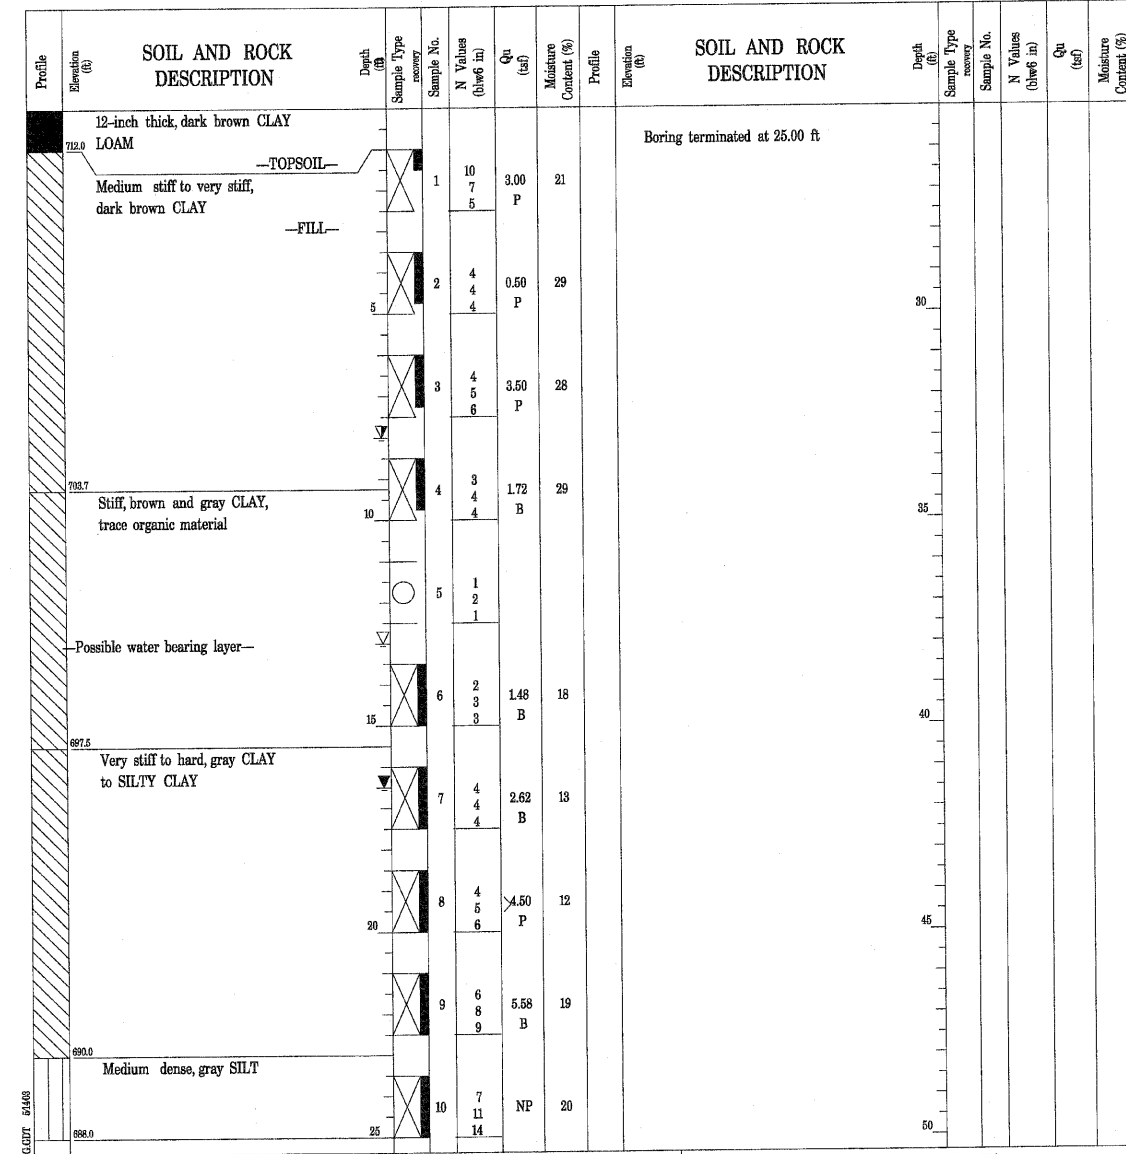 Profile
Elevation
(ft)
SOIL AND ROCK
DESCRIPTION
Depth
(ft)
Sample Type
recovery
Sample No.
N Values
(blw6 in)
Qu
(tsf)
Moisture
Content (%)
Profile
Elevation
(ft)
SOIL AND ROCK
DESCRIPTION
Depth
(ft)
Sample Type
recovery
Sample No.
N Values
(blw6 in)
Qu
(tsf)
Moisture
Content (%)
12-inch thick, dark brown CLAY
712.0 LOAM
—TOPSOIL—
Medium stiff to very stiff,
dark brown CLAY
—FILL—
1
10
7
5
3.00
P
21
2
4
4
4
0.50
P
29
5
3
4
5
6
3.50
P
28
703.7
Stiff, brown and gray CLAY,
trace organic material
4
3
4
4
1.72
B
29
10
5
1
2
1
—Possible water bearing layer—
6
2
3
3
1.48
B
18
15
697.5
Very stiff to hard, gray CLAY
to SILTY CLAY
7
4
4
4
2.62
B
13
8
4
5
6
>4.50
P
12
20
9
6
8
9
5.58
B
19
690.0
Medium dense, gray SILT
10
7
11
14
NP
20
688.0
25
Boring terminated at 25.00 ft
30
35
40
45
50
G.GDT 5/14/03